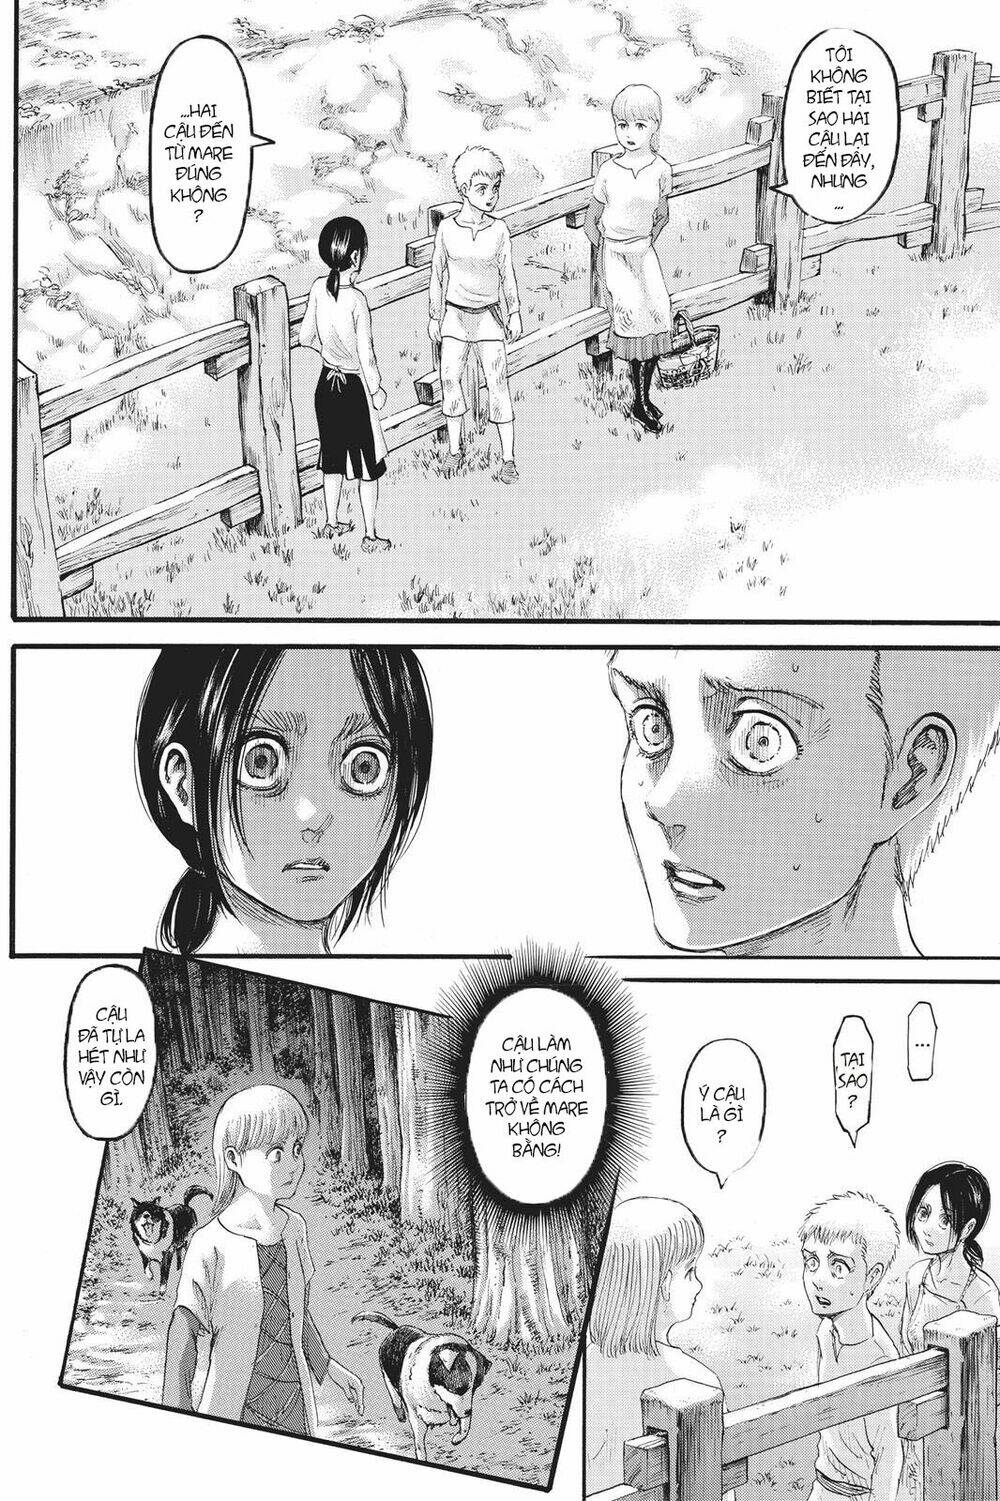 TÔI
KHÔNG
BIẾT TẠI
SAO HAI
CẬU LẠI
ĐẾN ĐÂY,
NHƯNG
...
...HAI
CẬU ĐẾN
TỪ MARE
ĐÚNG
KHÔNG
?
...
TẠI
SAO
?
Ý CẬU
LÀ GÌ
?
CẬU LÀM
NHƯ CHÚNG
TA CÓ CÁCH
TRỞ VỀ MARE
KHÔNG
BẰNG!
CẬU
ĐÃ TỰ LA
HÉT NHƯ
VẬY CÒN
GÌ.